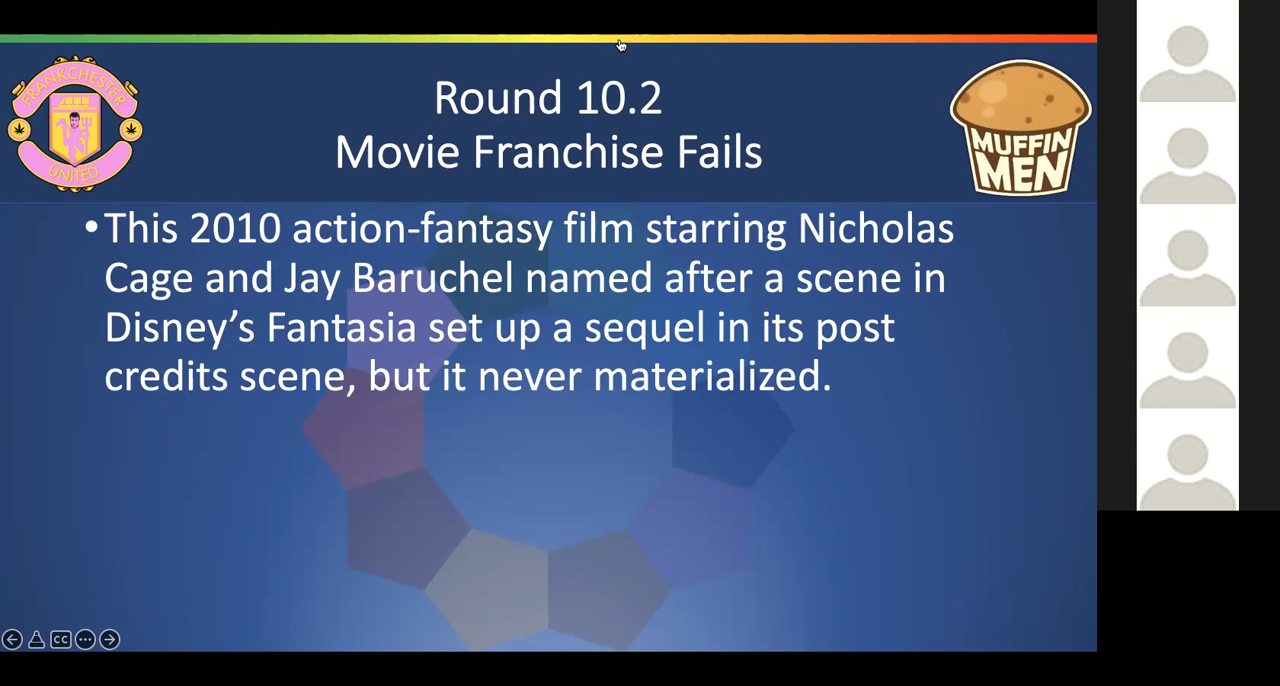 FRANKCHESTER
UNITED
Round 10.2
Movie Franchise Fails
MUFFIN
MEN
•This 2010 action-fantasy film starring Nicholas
Cage and Jay Baruchel named after a scene in
Disney’s Fantasia set up a sequel in its post
credits scene, but it never materialized.
CC